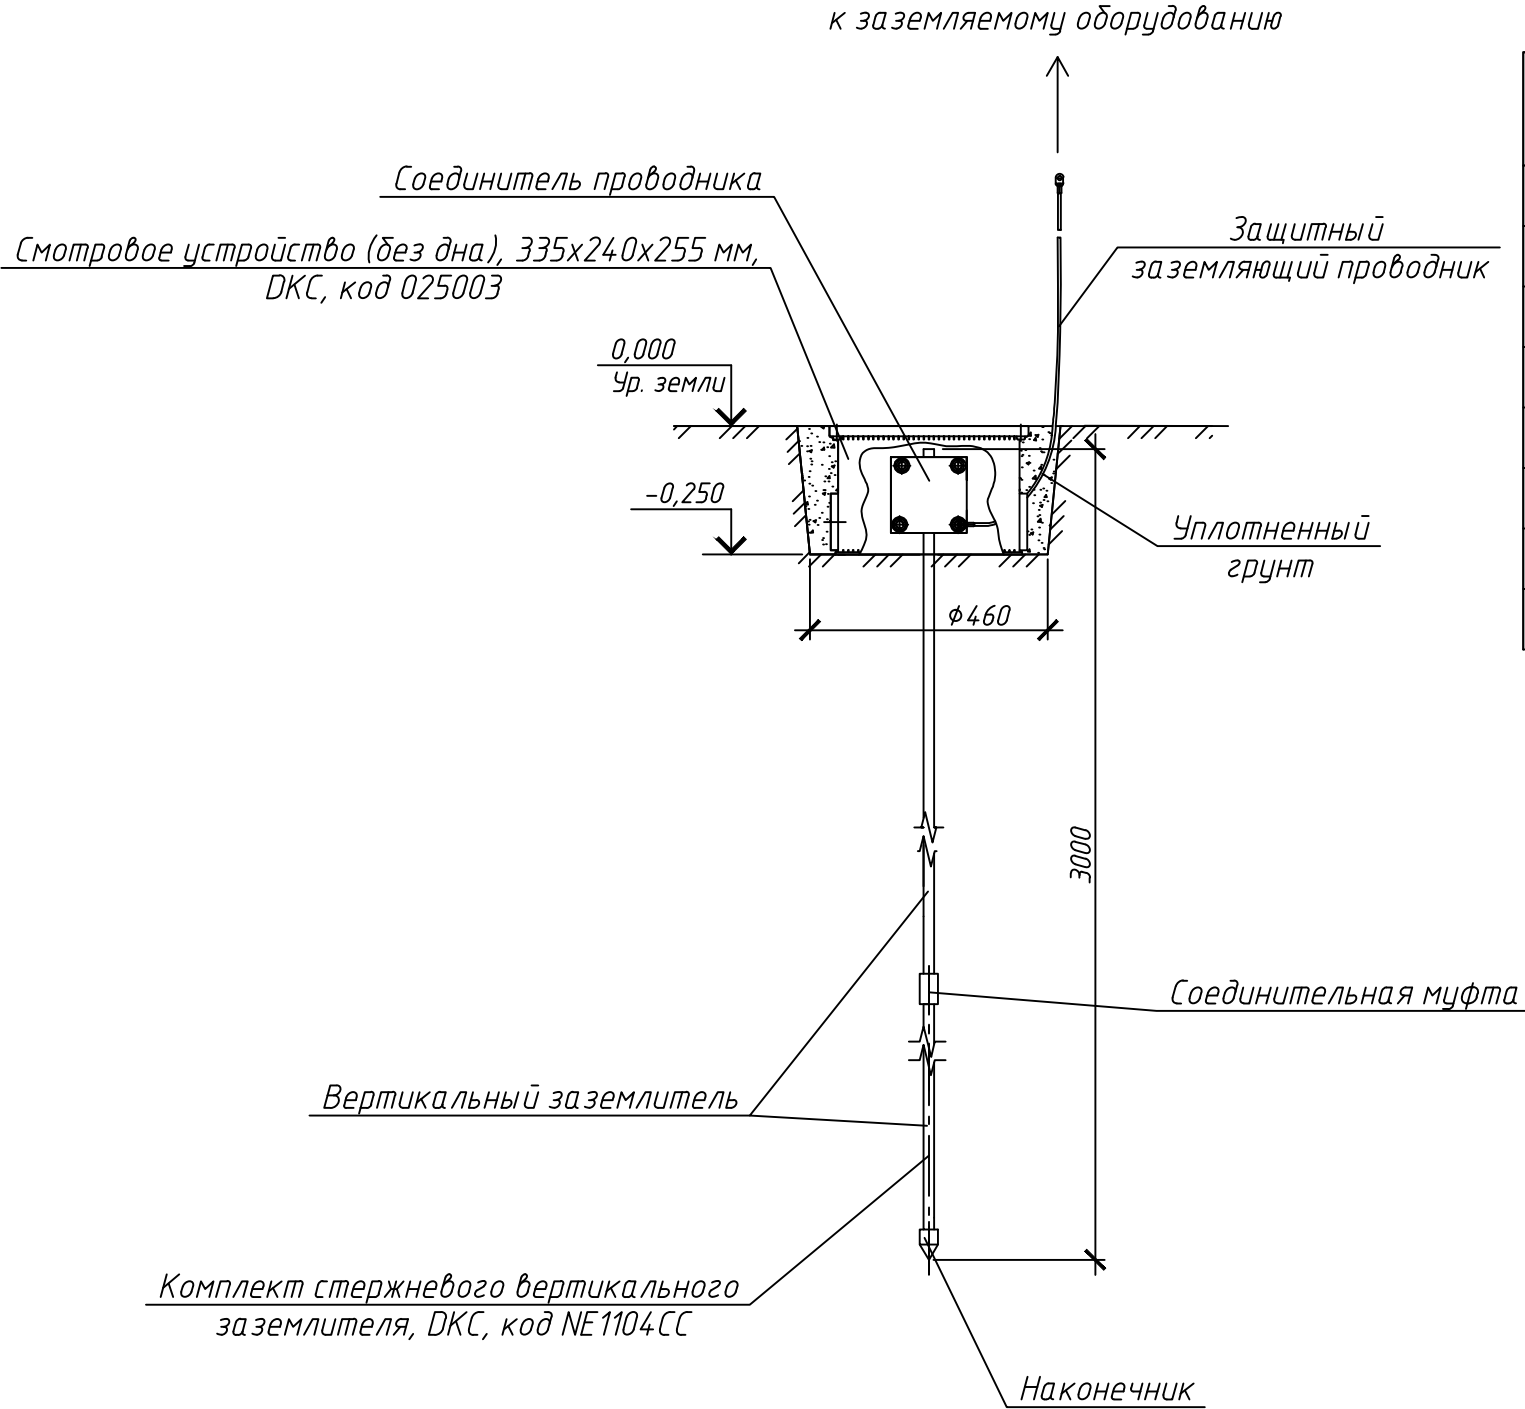 к заземляемому оборудованию
Соединитель проводника
Защитный
заземляющий проводник
Смотровое устройство (без дна), 335х240х255 мм,
DKC, код 025003
0,000
Ур. земли
-0,250
Уплотненный
грунт
ϕ460
3000
Соединительная муфта
Вертикальный заземлитель
Комплект стержневого вертикального
заземлителя, DKC, код NE1104CC
Наконечник